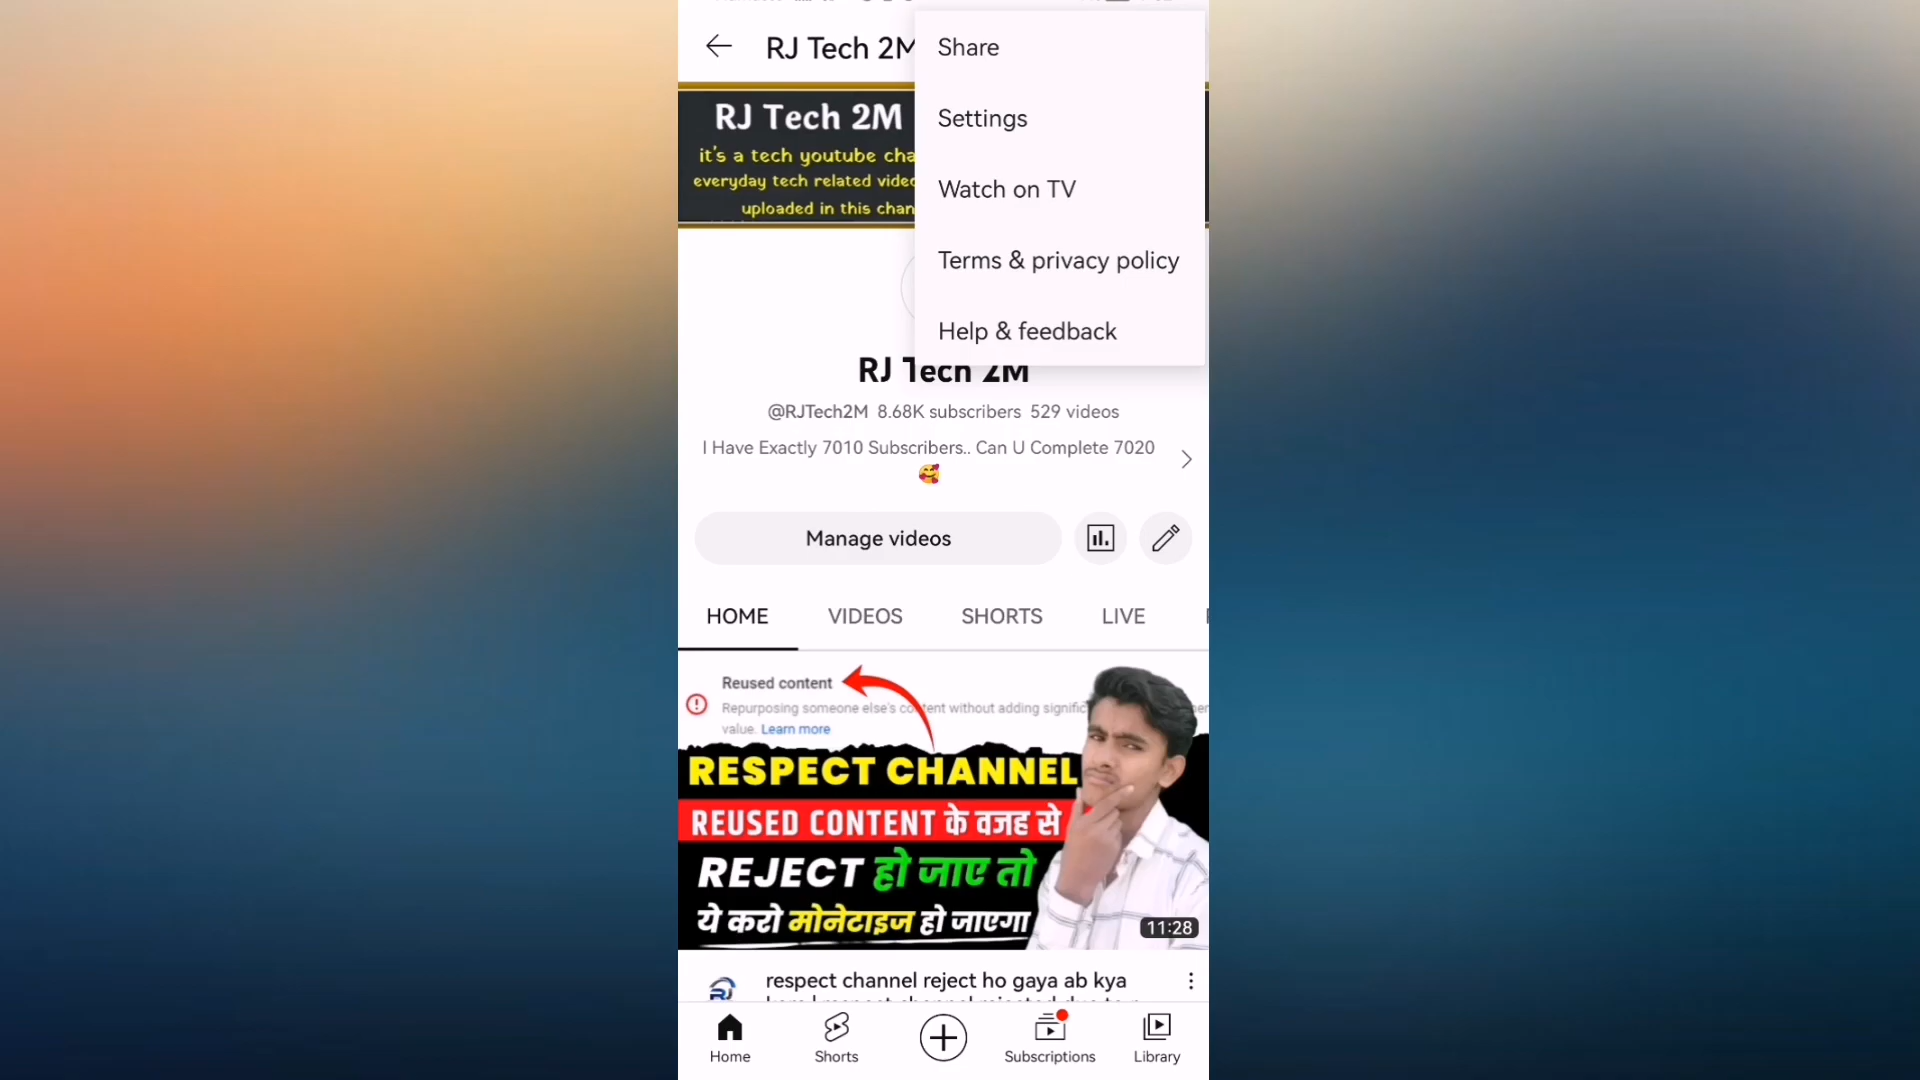 RJ Tech 2M
Share
Settings
Watch on TV
Terms & privacy policy
Help & feedback
RJ Tech 2M
it's a tech youtube cha
everyday tech related videc
uploaded in this chan
RJ Tech 2M
@RJTech2M 8.68K subscribers 529 videos
I Have Exactly 7010 Subscribers.. Can U Complete 7020
🥰
Manage videos
HOME VIDEOS SHORTS LIVE
Reused content
Repurposing someone else's content without adding signific
value. Learn more
RESPECT CHANNEL
REUSED CONTENT के वजह से
REJECT हो जाए तो
ये करो मोनेटाइज हो जाएगा
11:28
RJ
respect channel reject ho gaya ab kya
Home Shorts Subscriptions Library